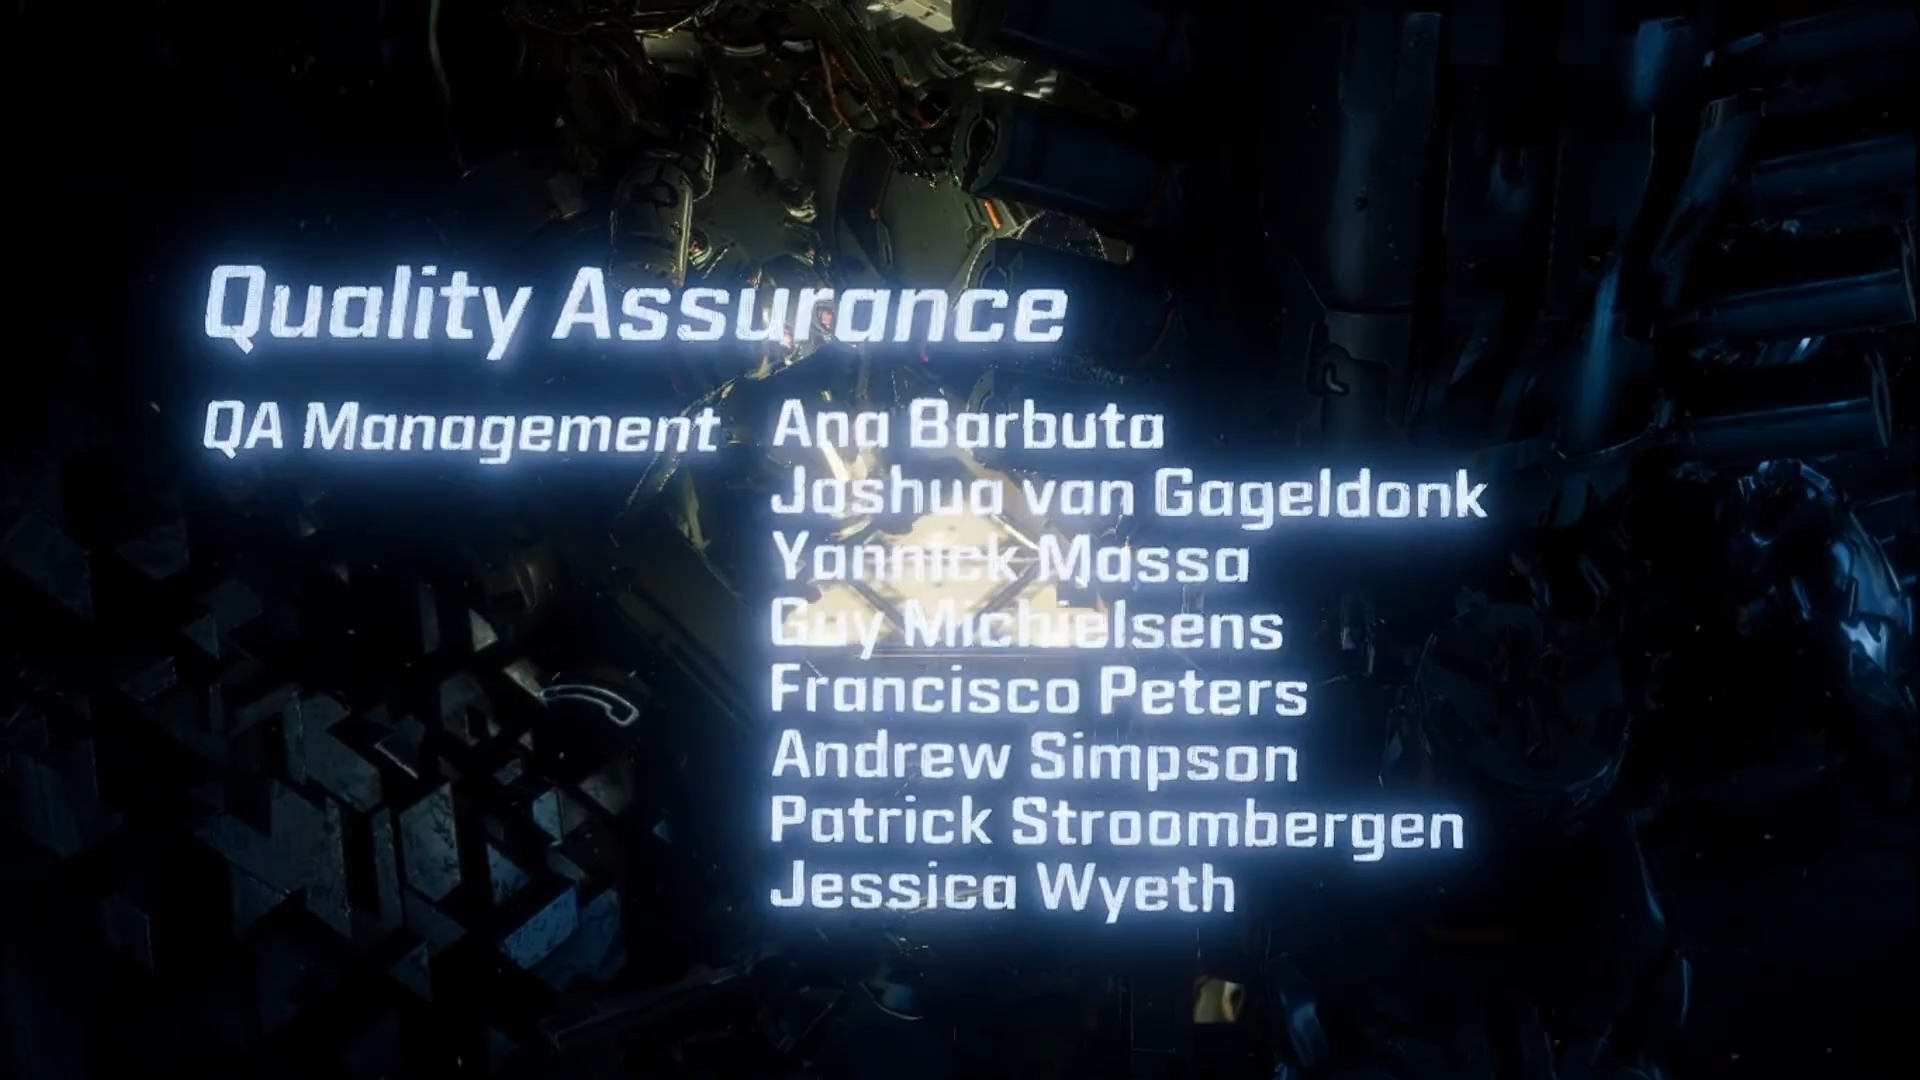 Quality Assurance
QA Management
Ana Barbuta
Joshua van Gageldonk
Yannick Massa
Guy Michielsens
Francisco Peters
Andrew Simpson
Patrick Stroombergen
Jessica Wyeth